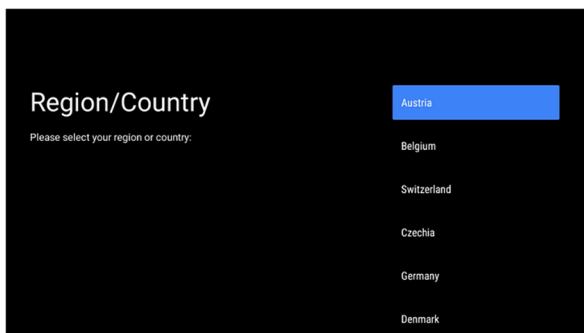 Region/Country
Please select your region or country:
Austria
Belgium
Switzerland
Czechia
Germany
Denmark